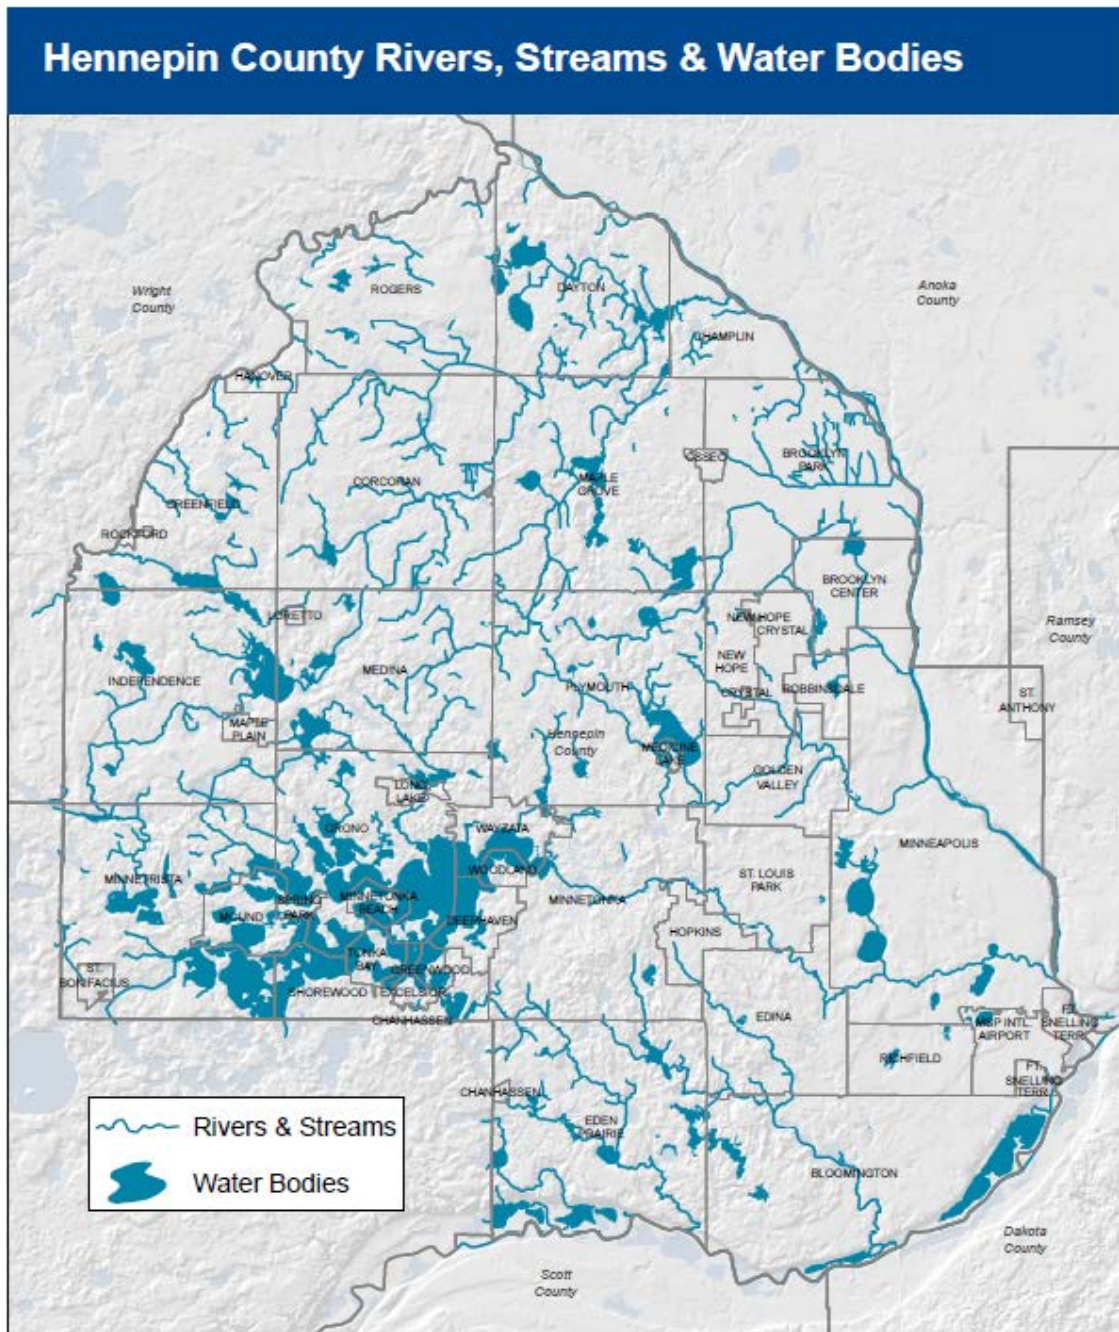 Hennepin County Rivers, Streams & Water Bodies
Wright
County
Anoka
County
ROGERS
DAYTON
CHAMPLIN
HANOVER
OSSEO
BROOKLYN
PARK
CORCORAN
MAPLE
GROVE
GREENFIELD
ROCKFORD
BROOKLYN
CENTER
LORETTO
NEW HOPE
CRYSTAL
Ramsey
County
NEW
HOPE
MEDINA
INDEPENDENCE
PLYMOUTH
CRYSTAL
ROBBINSDALE
ST.
ANTHONY
MAPLE
PLAIN
Hennepin
County
MEDICINE
LAKE
GOLDEN
VALLEY
LONG
LAKE
ORONO
WAYZATA
MINNEAPOLIS
WOODLAND
ST. LOUIS
PARK
MINNETRISTA
MINNETONKA
BEACH
SPRING
PARK
MINNETONKA
MOUND
DEEPHAVEN
HOPKINS
TONKA
BAY
GREENWOOD
ST.
BONIFACIUS
SHOREWOOD
EXCELSIOR
CHANHASSEN
EDINA
MSP INTL.
AIRPORT
FT.
SNELLING
TERR.
RICHFIELD
FT.
SNELLING
TERR.
CHANHASSEN
EDEN
PRAIRIE
BLOOMINGTON
Rivers & Streams
Water Bodies
Dakota
County
Scott
County